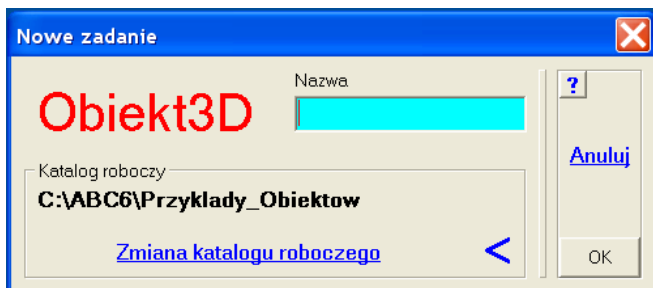 Nowe zadanie
Nazwa
?
Obiekt3D
Anuluj
Katalog roboczy
C:\ABC6\Przyklady_Obiektow
Zmiana katalogu roboczego <
OK